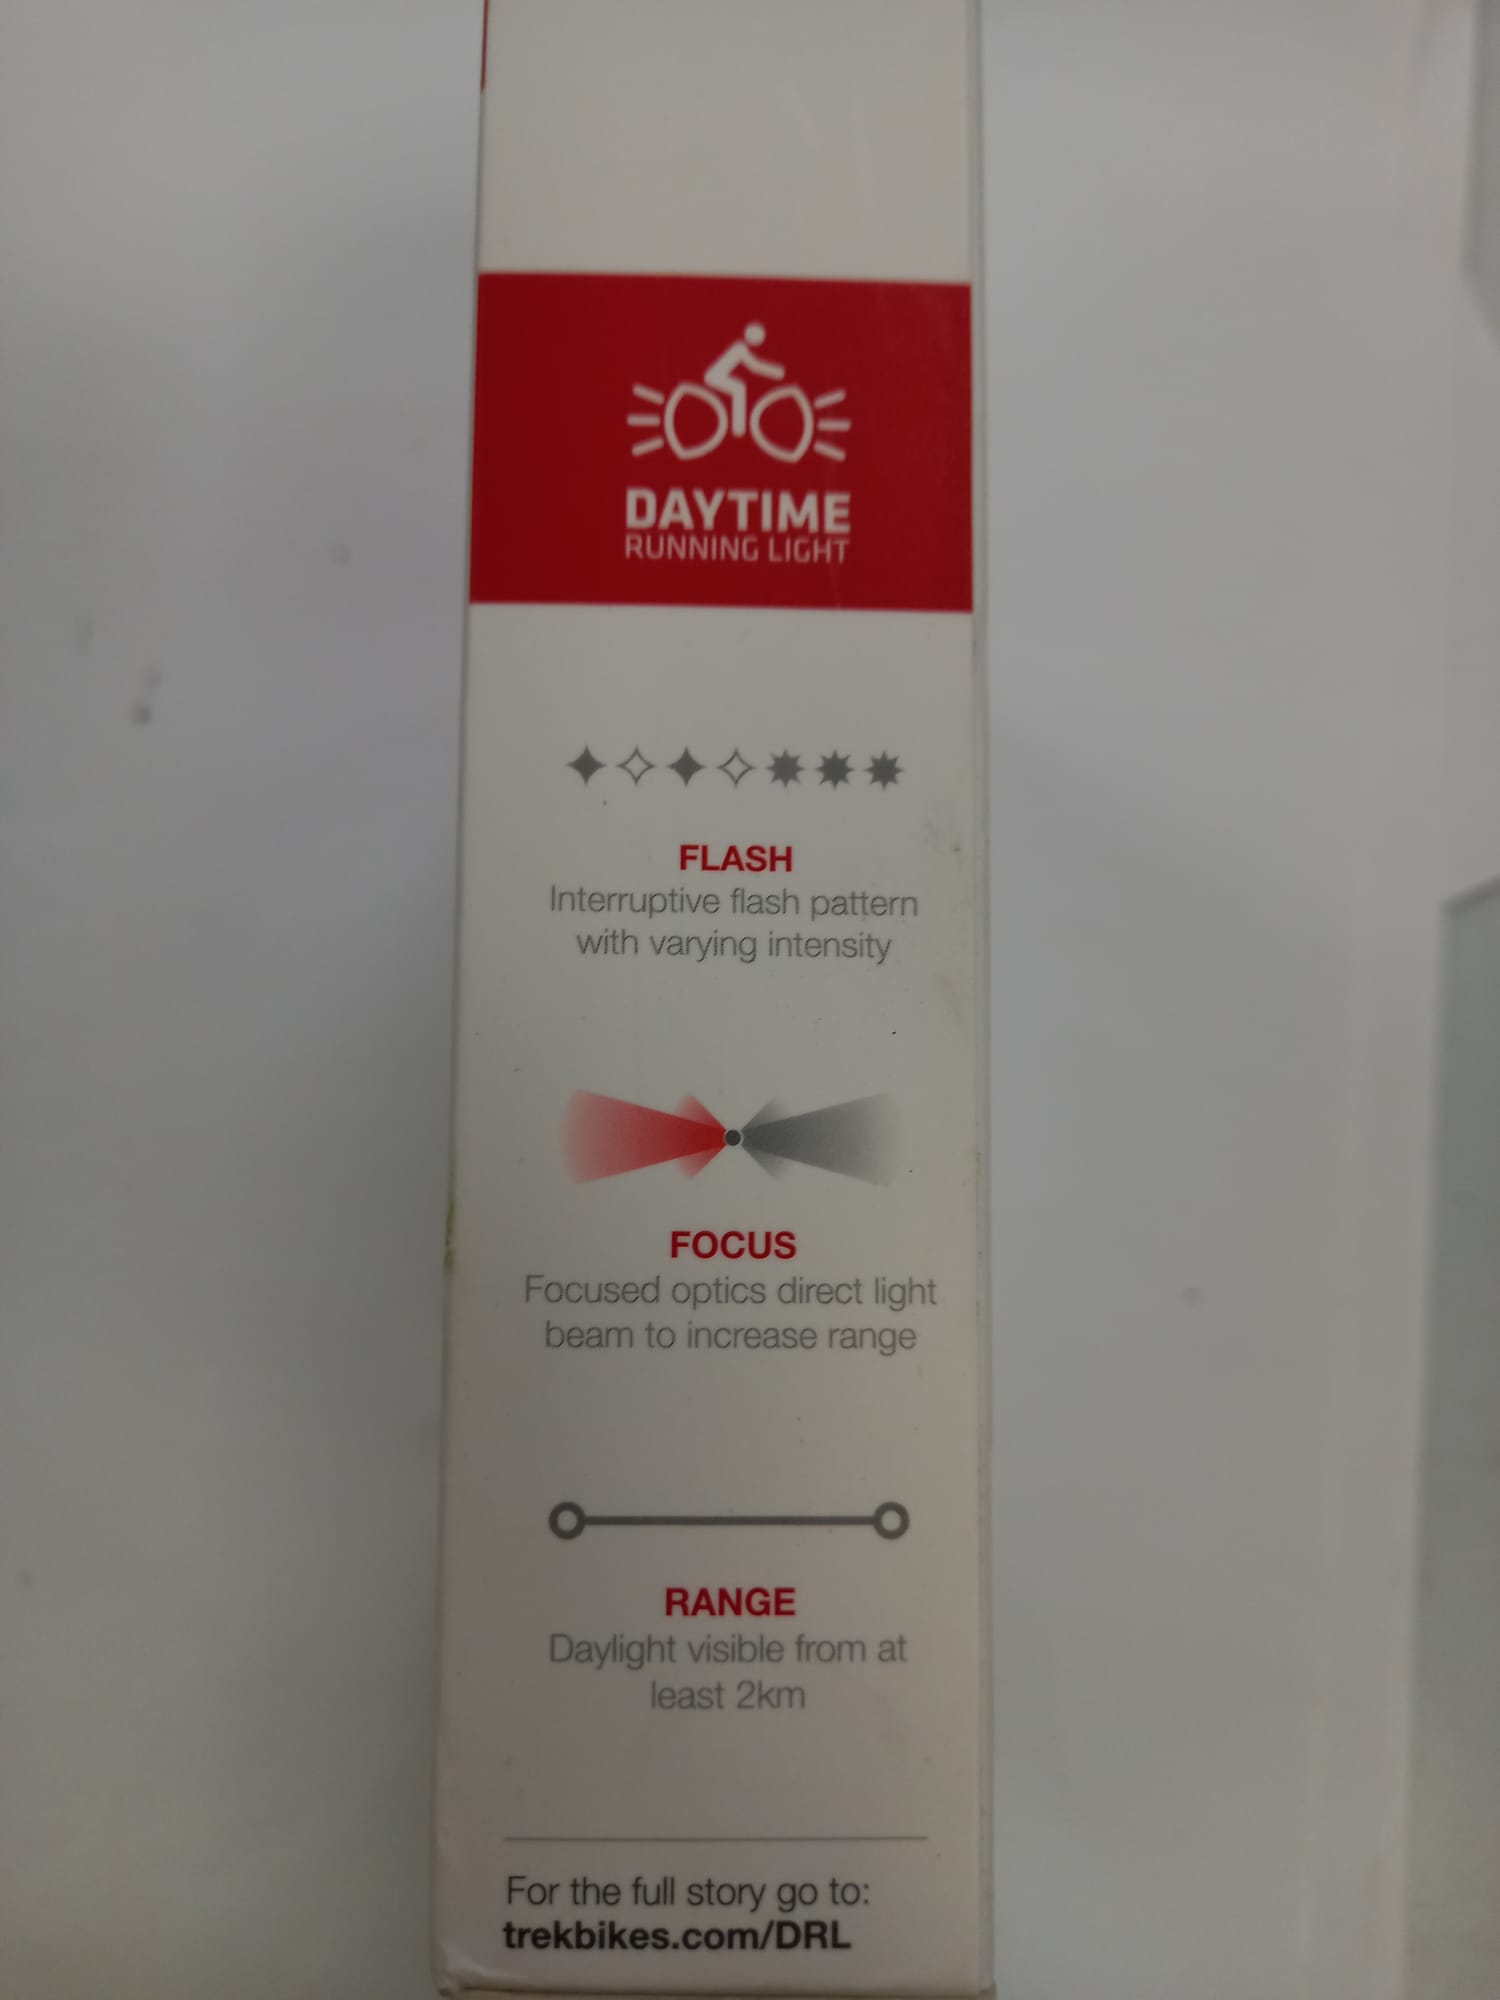 DAYTIME
RUNNING LIGHT
FLASH
Interruptive flash pattern
with varying intensity
FOCUS
Focused optics direct light
beam to increase range
RANGE
Daylight visible from at
least 2km
For the full story go to:
trekbikes.com/DRL